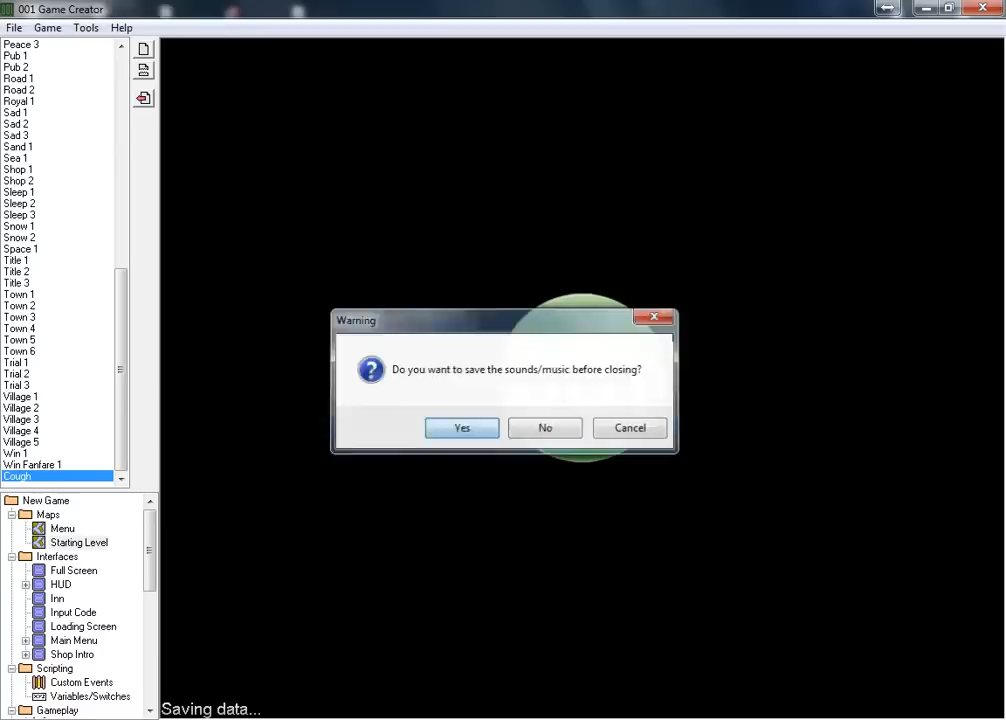 001 Game Creator
File Game Tools Help
Peace 3
Pub 1
Pub 2
Road 1
Road 2
Royal 1
Sad 1
Sad 2
Sad 3
Sand 1
Sea 1
Shop 1
Shop 2
Sleep 1
Sleep 2
Sleep 3
Snow 1
Snow 2
Space 1
Title 1
Title 2
Title 3
Town 1
Town 2
Town 3
Town 4
Town 5
Town 6
Trial 1
Trial 2
Trial 3
Village 1
Village 2
Village 3
Village 4
Village 5
Win 1
Win Fanfare 1
Cough
New Game
Maps
Menu
Starting Level
Interfaces
Full Screen
HUD
Inn
Input Code
Loading Screen
Main Menu
Shop Intro
Scripting
Custom Events
Variables/Switches
Gameplay
Warning
Do you want to save the sounds/music before closing?
Yes No Cancel
Saving data...